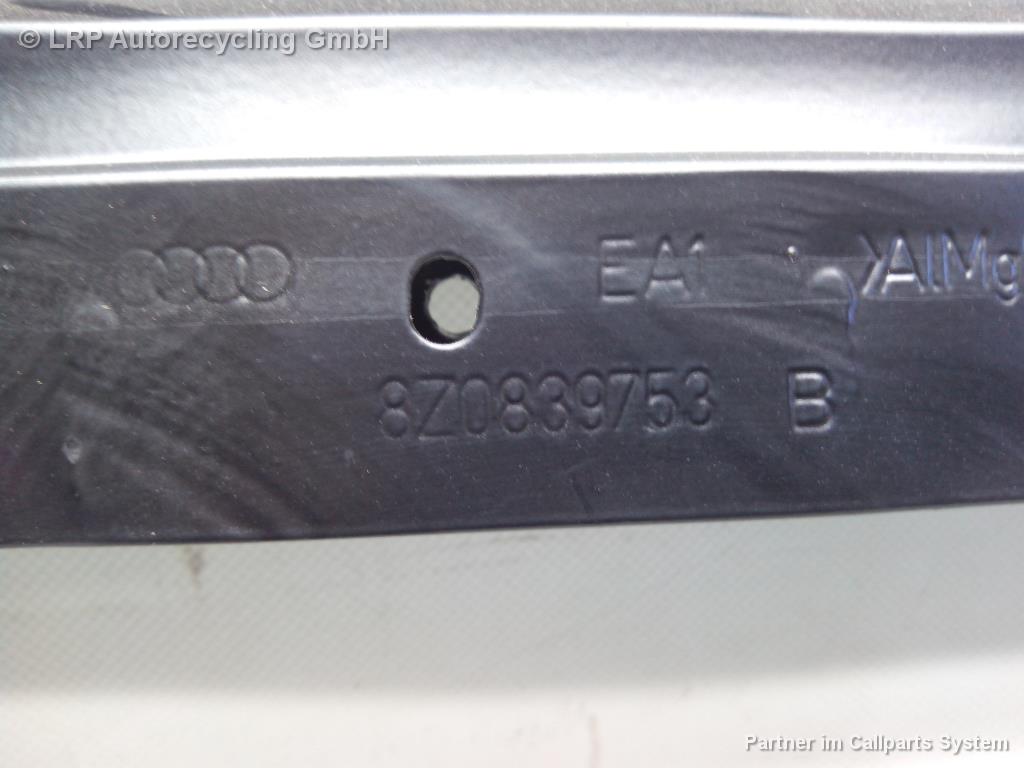 © LRP Autorecycling GmbH
EA1 >AlMg
8Z0839753 B
Partner im Callparts System